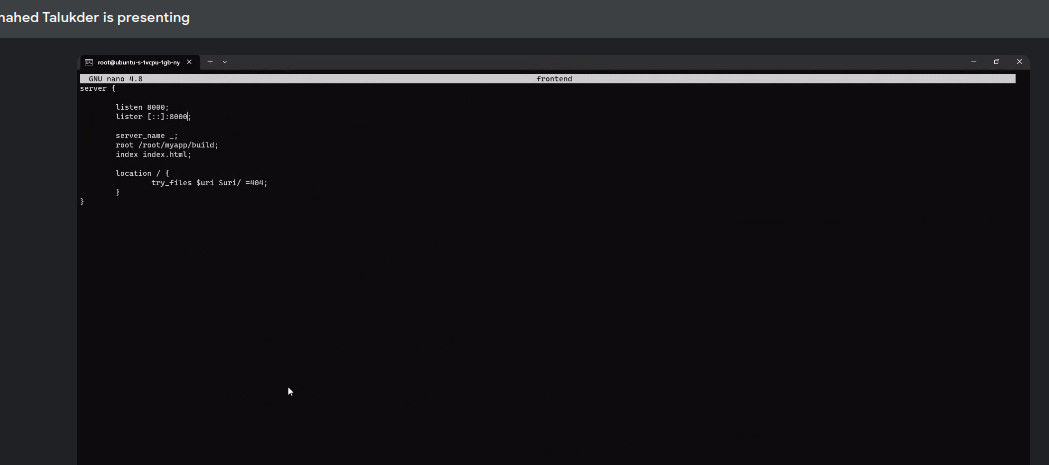 nahed Talukder is presenting
root@ubuntu-s-1vcpu-1gb-ny
GNU nano 4.8 frontend
server {
listen 8000;
lister [::]:8000;
server_name _;
root /root/myapp/build;
index index.html;
location / {
try_files $uri $uri/ =404;
}
}